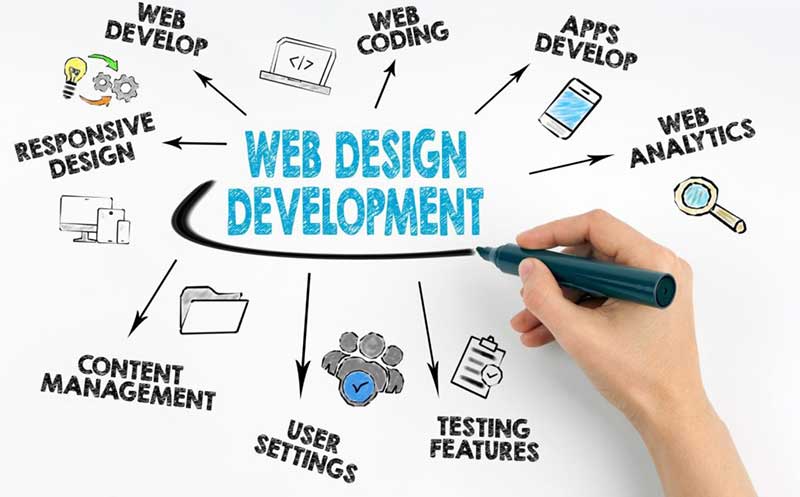 WEB
DEVELOP
WEB
CODING
APPS
DEVELOP
</>
RESPONSIVE
DESIGN
WEB DESIGN
DEVELOPMENT
WEB
ANALYTICS
CONTENT
MANAGEMENT
USER
SETTINGS
TESTING
FEATURES